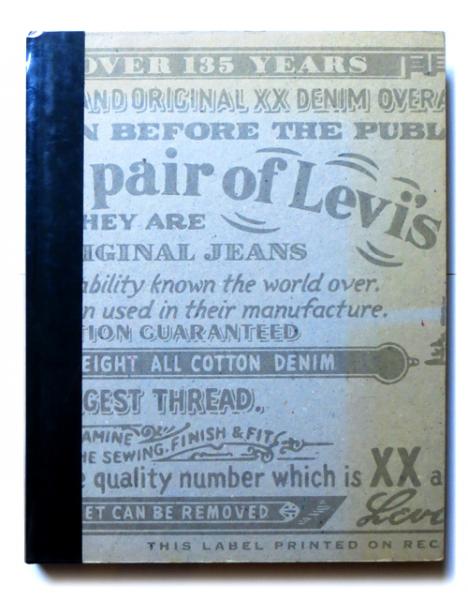 OVER 135 YEARS
AND ORIGINAL XX DENIM OVERA
N BEFORE THE PUBL
pair of Levi's
HEY ARE
IGINAL JEANS
ability known the world over.
n used in their manufacture.
TION GUARANTEED
EIGHT ALL COTTON DENIM
GEST THREAD.
AMINE
HE SEWING, FINISH & FIT
e quality number which is XX a
ET CAN BE REMOVED
Levi
THIS LABEL PRINTED ON REC